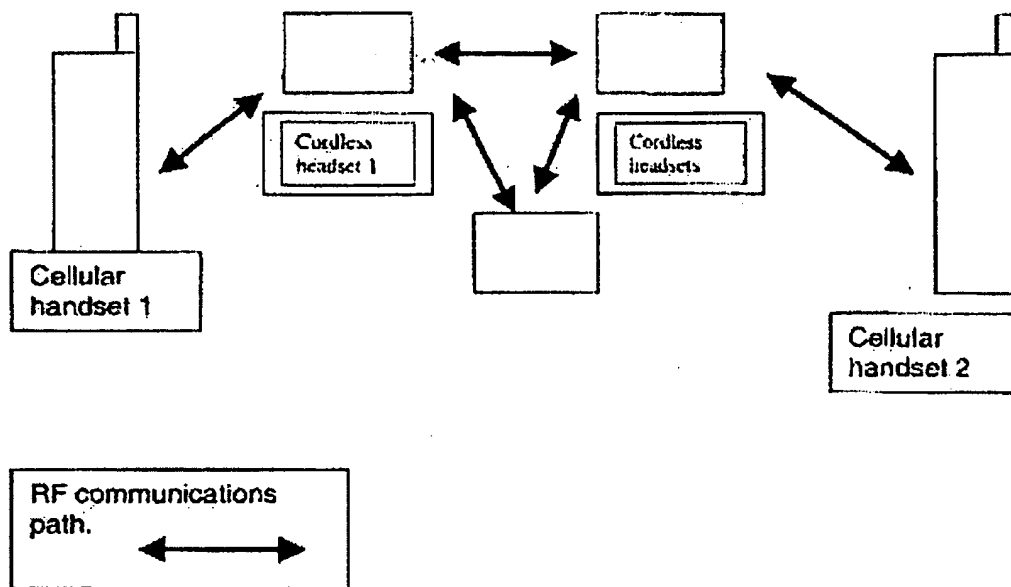 Cordless
headset 1
Cordless
headsets
Cellular
handset 1
Cellular
handset 2
RF communications
path.